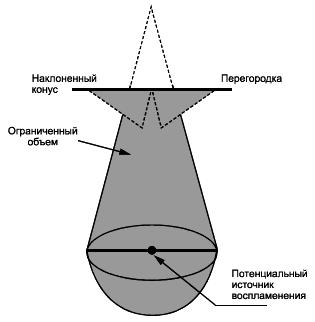 Наклоненный
конус
Перегородка
Ограниченный
объем
Потенциальный
источник
воспламенения